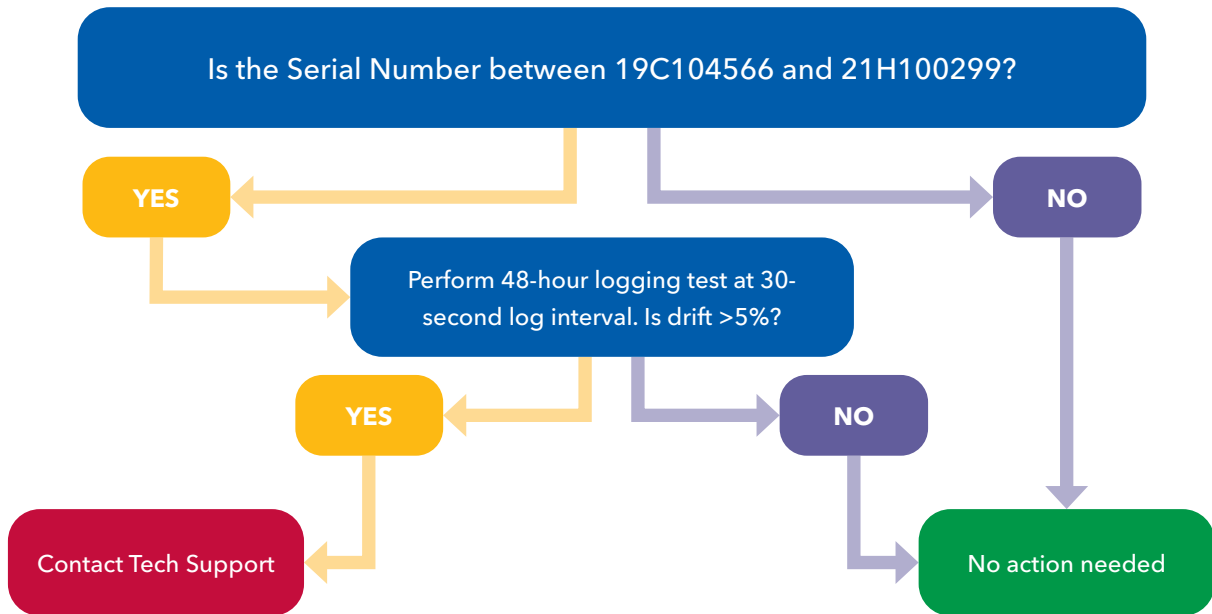 Is the Serial Number between 19C104566 and 21H100299?
YES
NO
Perform 48-hour logging test at 30-
second log interval. Is drift >5%?
YES
NO
Contact Tech Support
No action needed